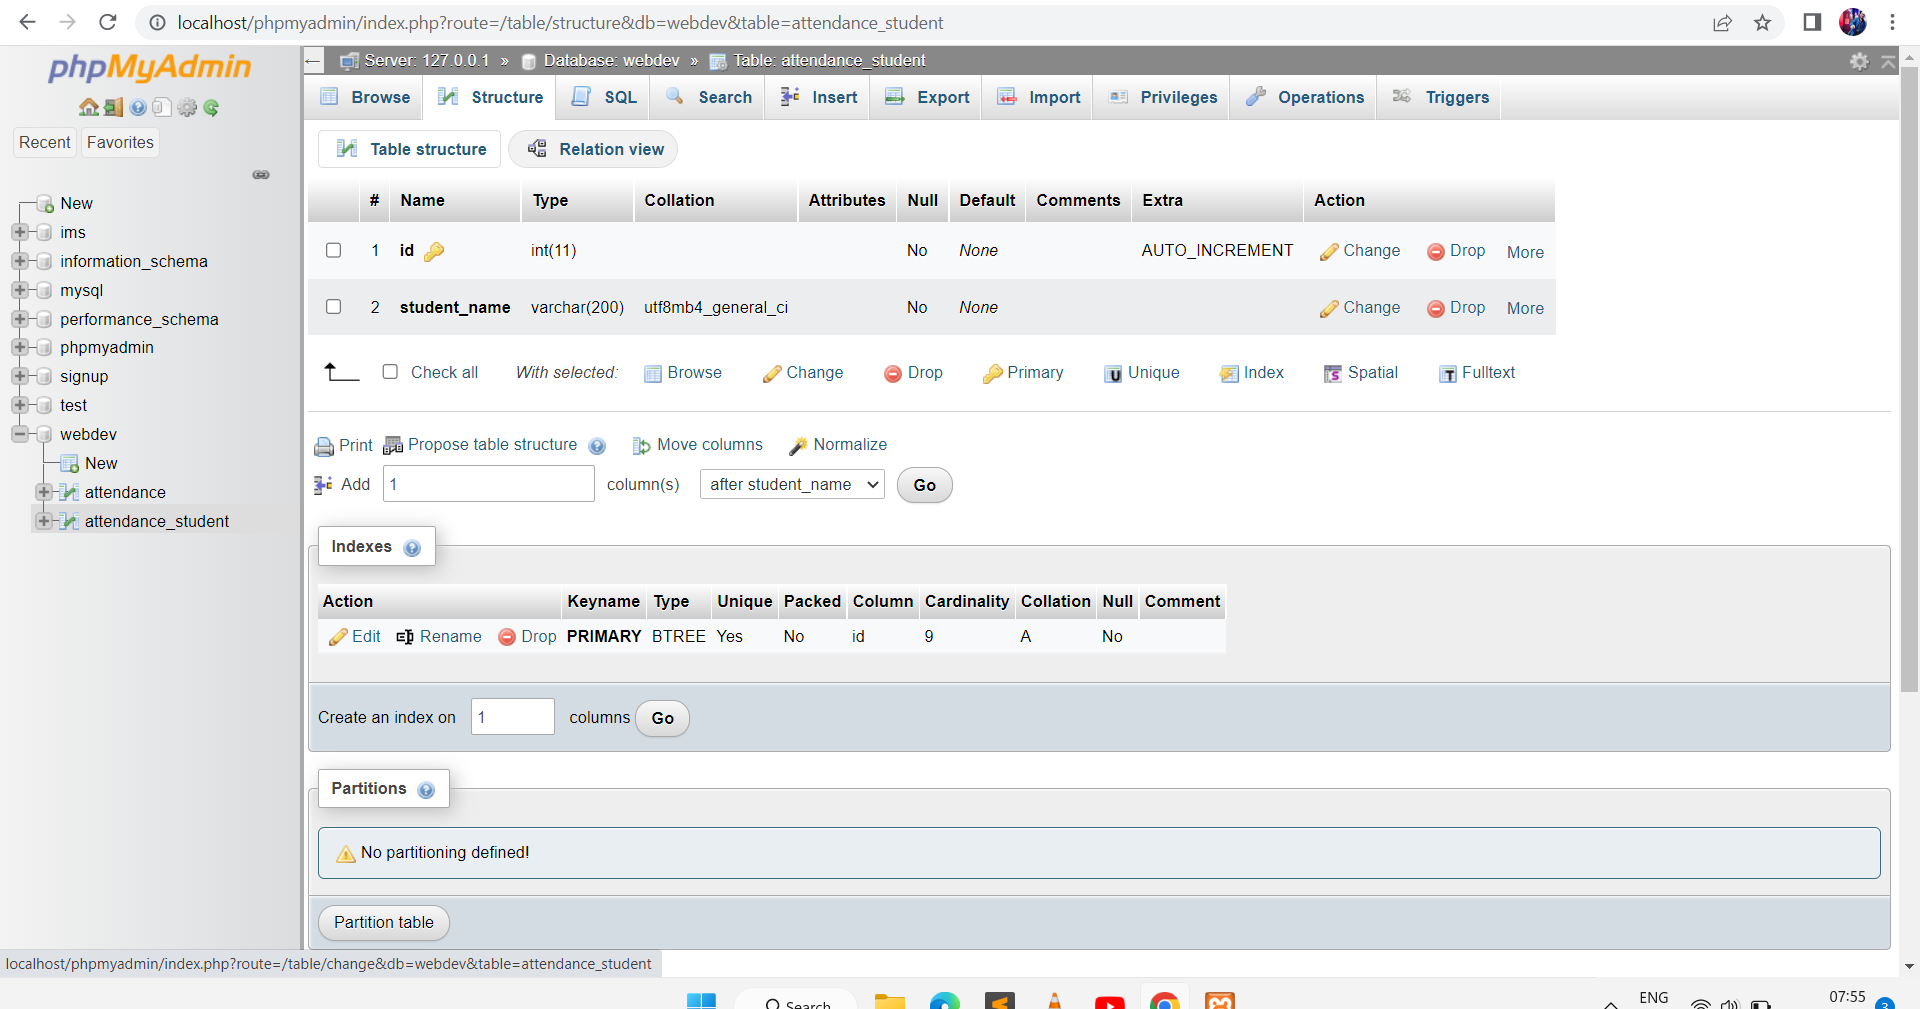 localhost/phpmyadmin/index.php?route=/table/structure&db=webdev&table=attendance_student
phpMyAdmin
Recent Favorites
New
ims
information_schema
mysql
performance_schema
phpmyadmin
signup
test
webdev
New
attendance
attendance_student
Server: 127.0.0.1 » Database: webdev » Table: attendance_student
Browse Structure SQL Search Insert Export Import Privileges Operations Triggers
Table structure Relation view
# Name Type Collation Attributes Null Default Comments Extra Action
1 id int(11) No None AUTO_INCREMENT Change Drop More
2 student_name varchar(200) utf8mb4_general_ci No None Change Drop More
Check all With selected: Browse Change Drop Primary Unique Index Spatial Fulltext
Print Propose table structure Move columns Normalize
Add 1 column(s) after student_name Go
Indexes
Action Keyname Type Unique Packed Column Cardinality Collation Null Comment
Edit Rename Drop PRIMARY BTREE Yes No id 9 A No
Create an index on 1 columns Go
Partitions
No partitioning defined!
Partition table
localhost/phpmyadmin/index.php?route=/table/change&db=webdev&table=attendance_student
Search ENG 07:55 3